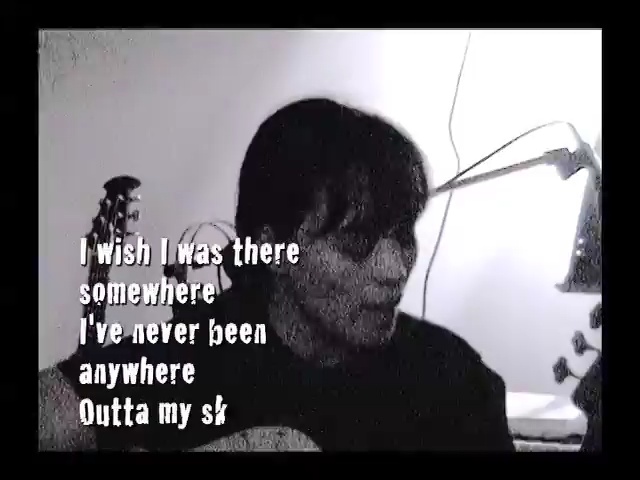 I wish I was there
somewhere
I've never been
anywhere
Outta my sk